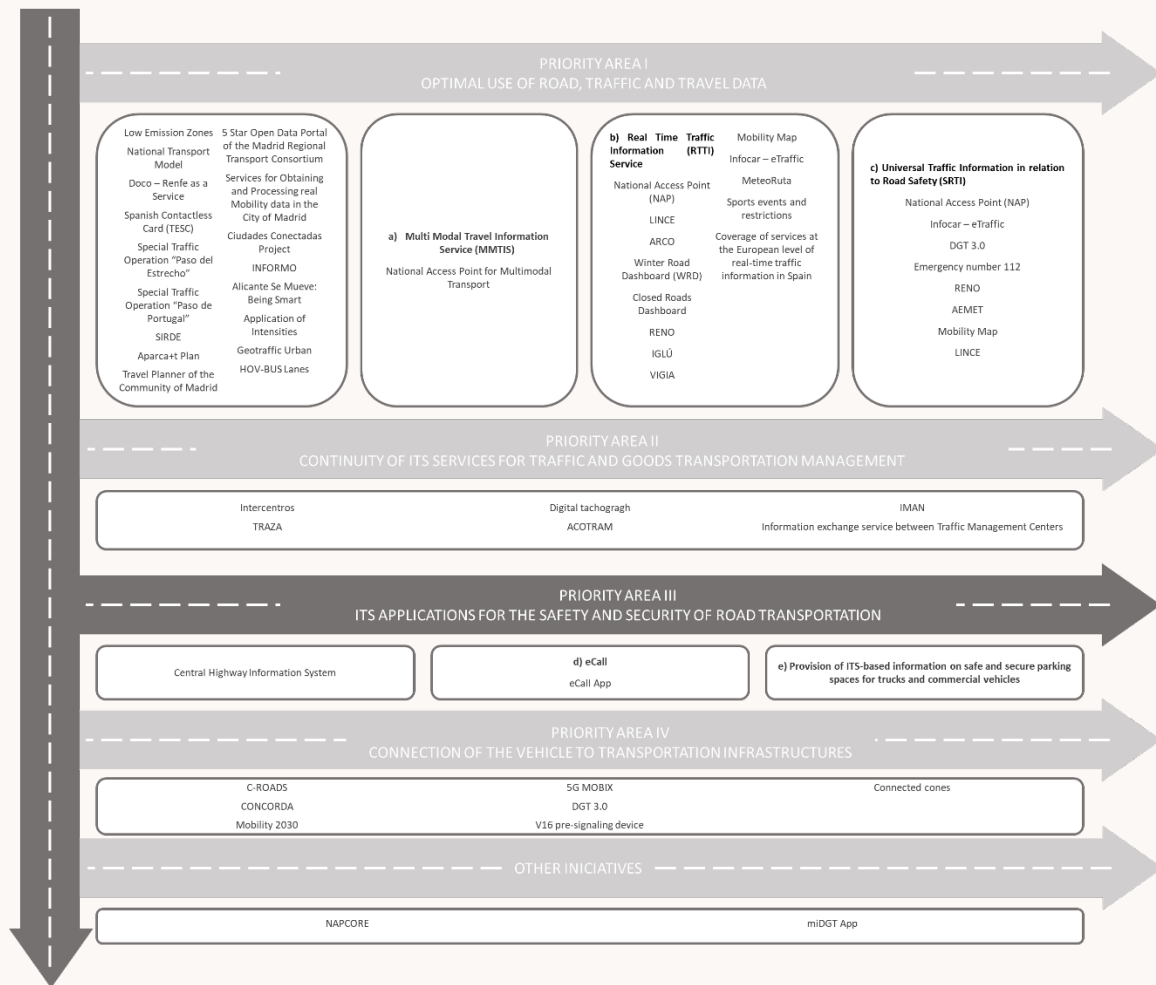 PRIORITY AREA I
OPTIMAL USE OF ROAD, TRAFFIC AND TRAVEL DATA
Low Emission Zones
National Transport
Model
Doco – Renfe as a
Service
Spanish Contactless
Card (TESC)
Special Traffic
Operation “Paso del
Estrecho”
Special Traffic
Operation “Paso de
Portugal”
SIRDE
Aparca+t Plan
Travel Planner of the
Community of Madrid
5 Star Open Data Portal
of the Madrid Regional
Transport Consortium
Services for Obtaining
and Processing real
Mobility data in the
City of Madrid
Ciudades Conectadas
Project
INFORMO
Alicante Se Mueve:
Being Smart
Application of
Intensities
Geotraffic Urban
HOV-BUS Lanes
a) Multi Modal Travel Information
Service (MMTIS)
National Access Point for Multimodal
Transport
b) Real Time Traffic
Information (RTTI)
Service
National Access Point
(NAP)
LINCE
ARCO
Winter Road
Dashboard (WRD)
Closed Roads
Dashboard
RENO
IGLÚ
VIGIA
Mobility Map
Infocar – eTraffic
MeteoRuta
Sports events and
restrictions
Coverage of services at
the European level of
real-time traffic
information in Spain
c) Universal Traffic Information in relation
to Road Safety (SRTI)
National Access Point (NAP)
Infocar – eTraffic
DGT 3.0
Emergency number 112
RENO
AEMET
Mobility Map
LINCE
PRIORITY AREA II
CONTINUITY OF ITS SERVICES FOR TRAFFIC AND GOODS TRANSPORTATION MANAGEMENT
Intercentros
TRAZA
Digital tachogragh
ACOTRAM
IMAN
Information exchange service between Traffic Management Centers
PRIORITY AREA III
ITS APPLICATIONS FOR THE SAFETY AND SECURITY OF ROAD TRANSPORTATION
Central Highway Information System
d) eCall
eCall App
e) Provision of ITS-based information on safe and secure parking
spaces for trucks and commercial vehicles
PRIORITY AREA IV
CONNECTION OF THE VEHICLE TO TRANSPORTATION INFRASTRUCTURES
C-ROADS
CONCORDA
Mobility 2030
5G MOBIX
DGT 3.0
V16 pre-signaling device
Connected cones
OTHER INICIATIVES
NAPCORE
miDGT App